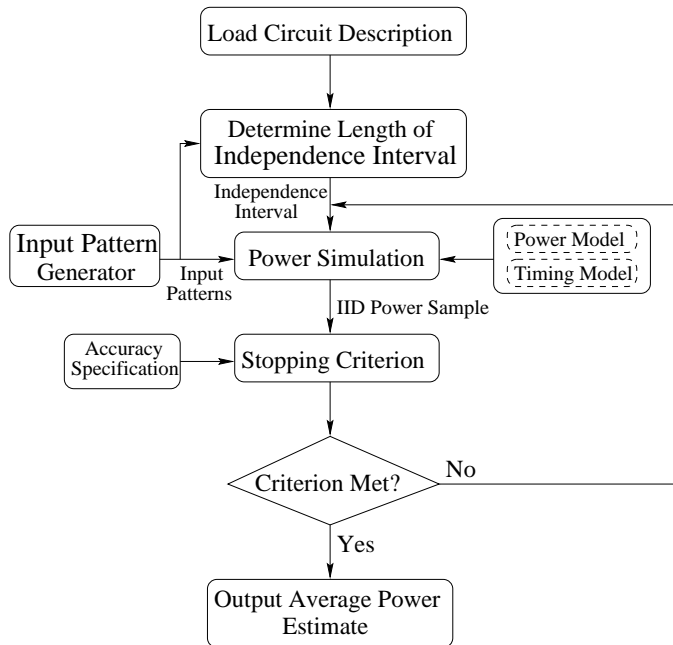 Load Circuit Description
Determine Length of
Independence Interval
Independence
Interval
Input Pattern
Generator
Input
Patterns
Power Simulation
Power Model
Timing Model
IID Power Sample
Accuracy
Specification
Stopping Criterion
Criterion Met?
No
Yes
Output Average Power
Estimate